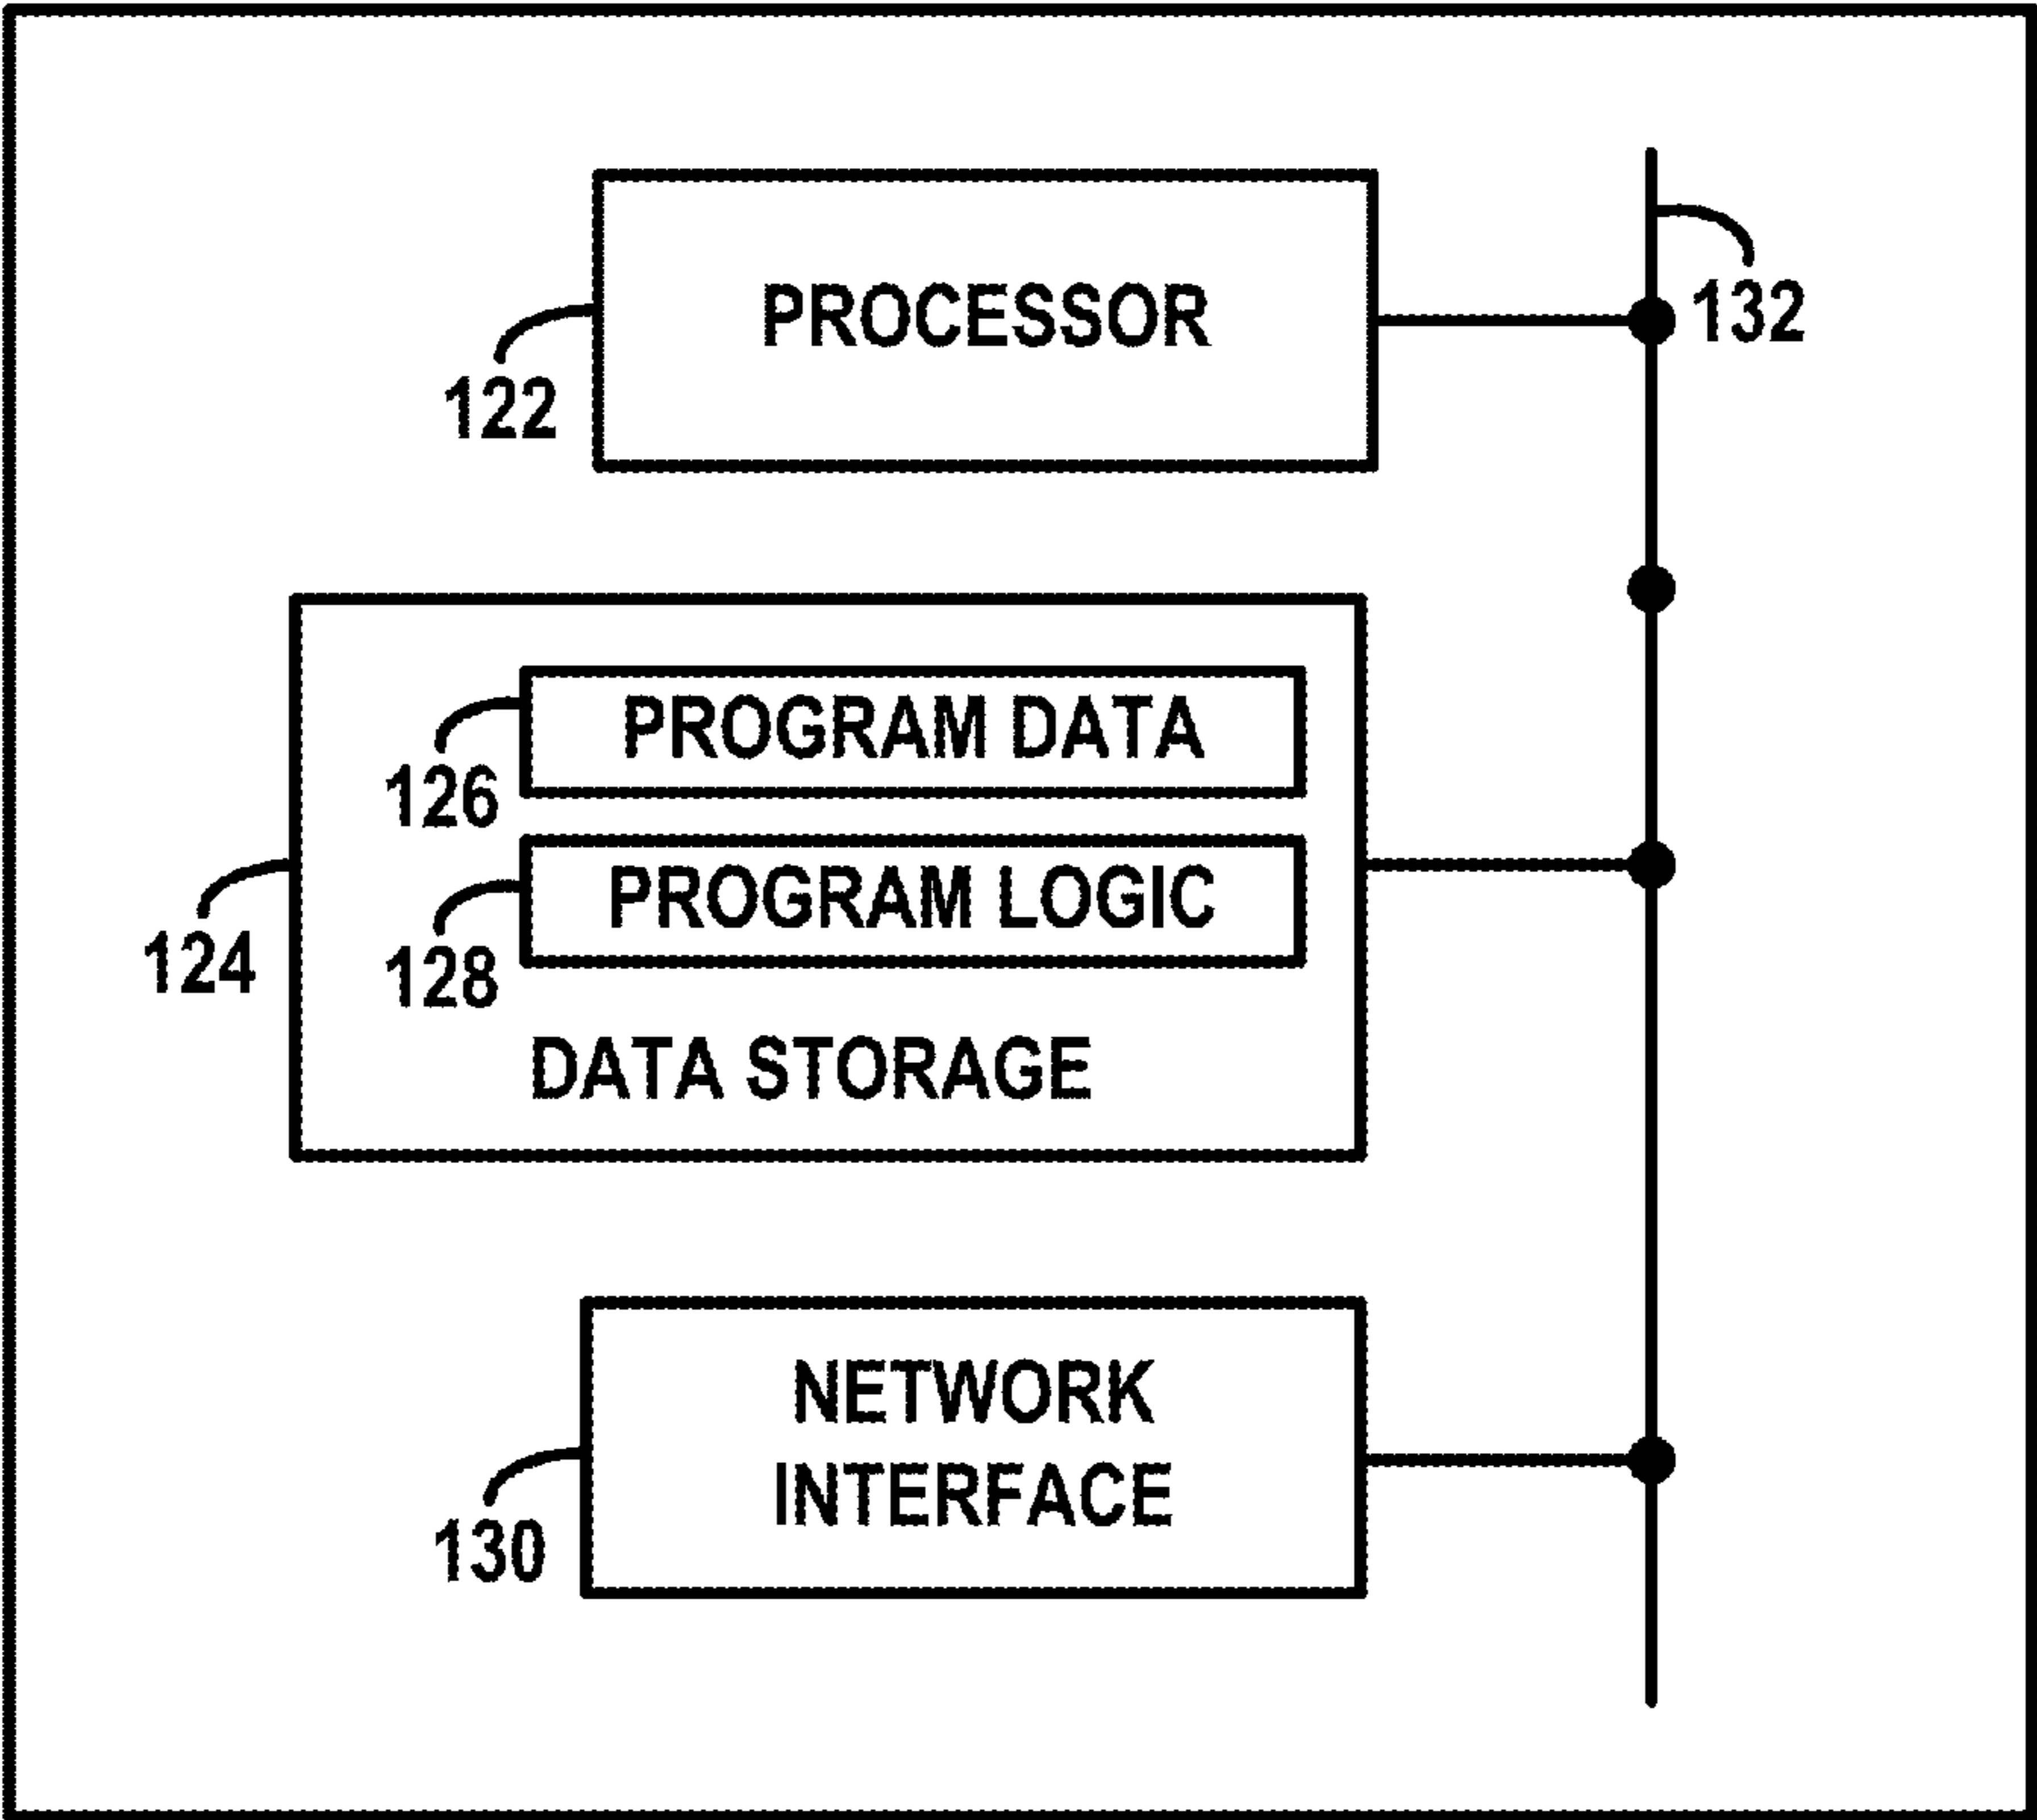 PROCESSOR
132
122
PROGRAM DATA
126
PROGRAM LOGIC
124
128
DATA STORAGE
NETWORK
INTERFACE
130